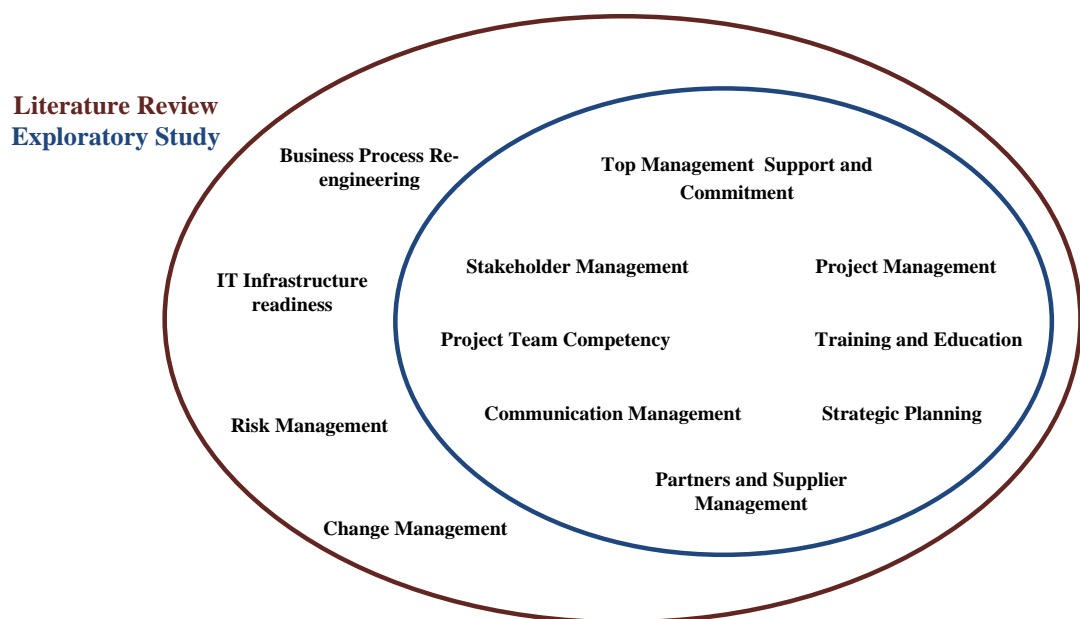 Literature Review
Exploratory Study
Business Process Re-
engineering
Top Management Support and
Commitment
Stakeholder Management
Project Management
IT Infrastructure
readiness
Project Team Competency
Training and Education
Communication Management
Strategic Planning
Risk Management
Partners and Supplier
Management
Change Management